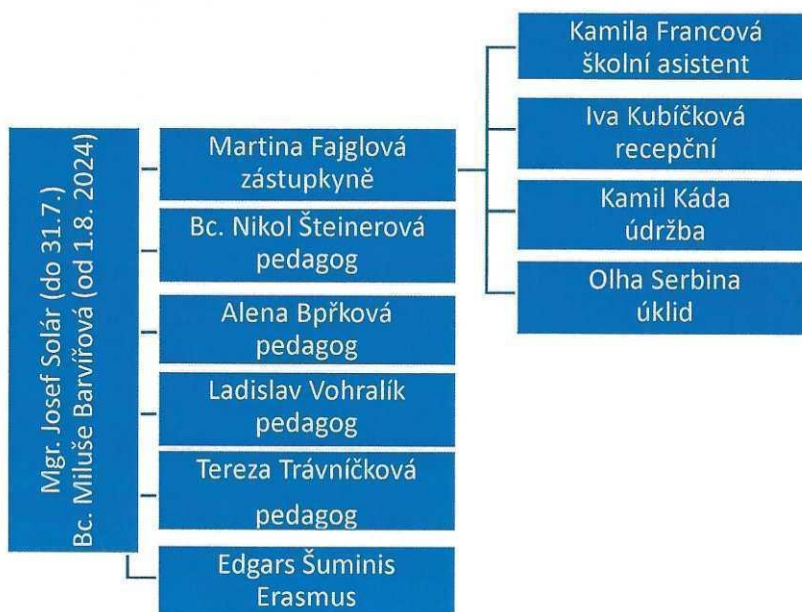 Mgr. Josef Solár (do 31.7.)
Bc. Miluše Barvířová (od 1.8. 2024)
Martina Fajglová
zástupkyně
Bc. Nikol Šteinerová
pedagog
Alena Bpřková
pedagog
Ladislav Vohralík
pedagog
Tereza Trávníčková
pedagog
Edgars Šuminis
Erasmus
Kamila Francová
školní asistent
Iva Kubíčková
recepční
Kamil Káda
údržba
Olha Serbina
úklid